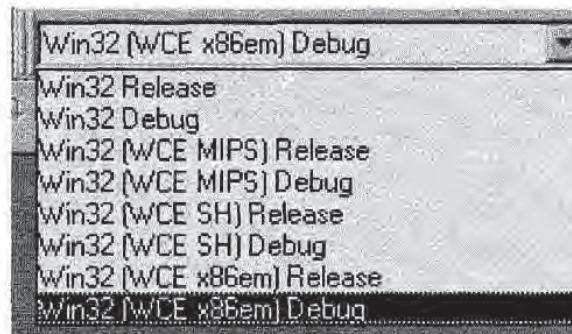 Win32 (WCE x86em) Debug
Win32 Release
Win32 Debug
Win32 (WCE MIPS) Release
Win32 (WCE MIPS) Debug
Win32 (WCE SH) Release
Win32 (WCE SH) Debug
Win32 (WCE x86em) Release
Win32 (WCE x86em) Debug